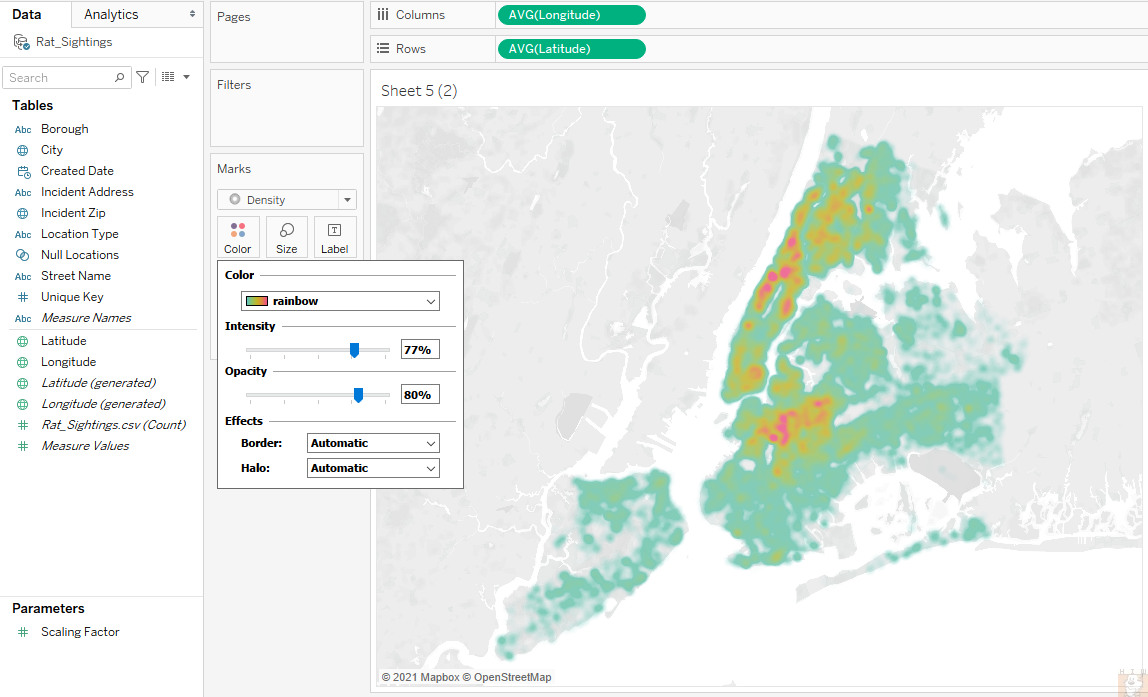 Data
Analytics
Rat_Sightings
Search
Tables
Abc Borough
City
Created Date
Abc Incident Address
Incident Zip
Abc Location Type
Null Locations
Abc Street Name
# Unique Key
Abc Measure Names
Latitude
Longitude
Latitude (generated)
Longitude (generated)
# Rat_Sightings.csv (Count)
# Measure Values
Parameters
# Scaling Factor
Pages
Filters
Marks
Density
Color Size Label
T
Color
rainbow
Intensity
77%
Opacity
80%
Effects
Border: Automatic
Halo: Automatic
Columns AVG(Longitude)
Rows AVG(Latitude)
Sheet 5 (2)
© 2021 Mapbox © OpenStreetMap